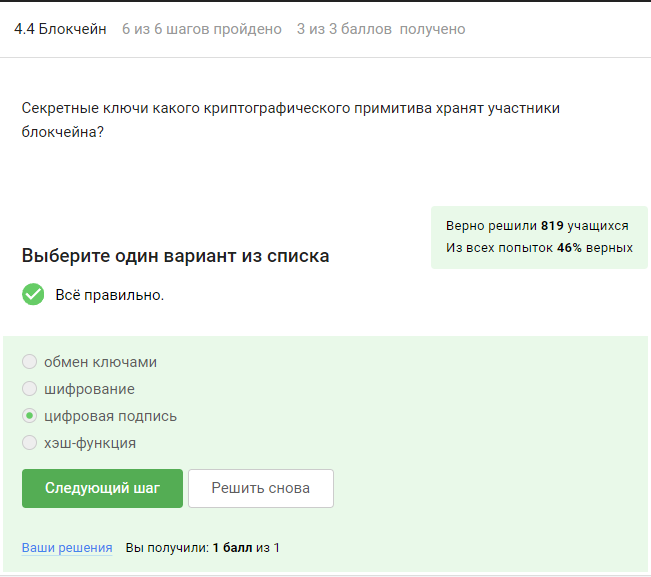 4.4 Блокчейн 6 из 6 шагов пройдено 3 из 3 баллов получено
Секретные ключи какого криптографического примитива хранят участники
блокчейна?
Верно решили 819 учащихся
Из всех попыток 46% верных
Выберите один вариант из списка
Всё правильно.
обмен ключами
шифрование
цифровая подпись
хэш-функция
Следующий шаг Решить снова
Ваши решения Вы получили: 1 балл из 1